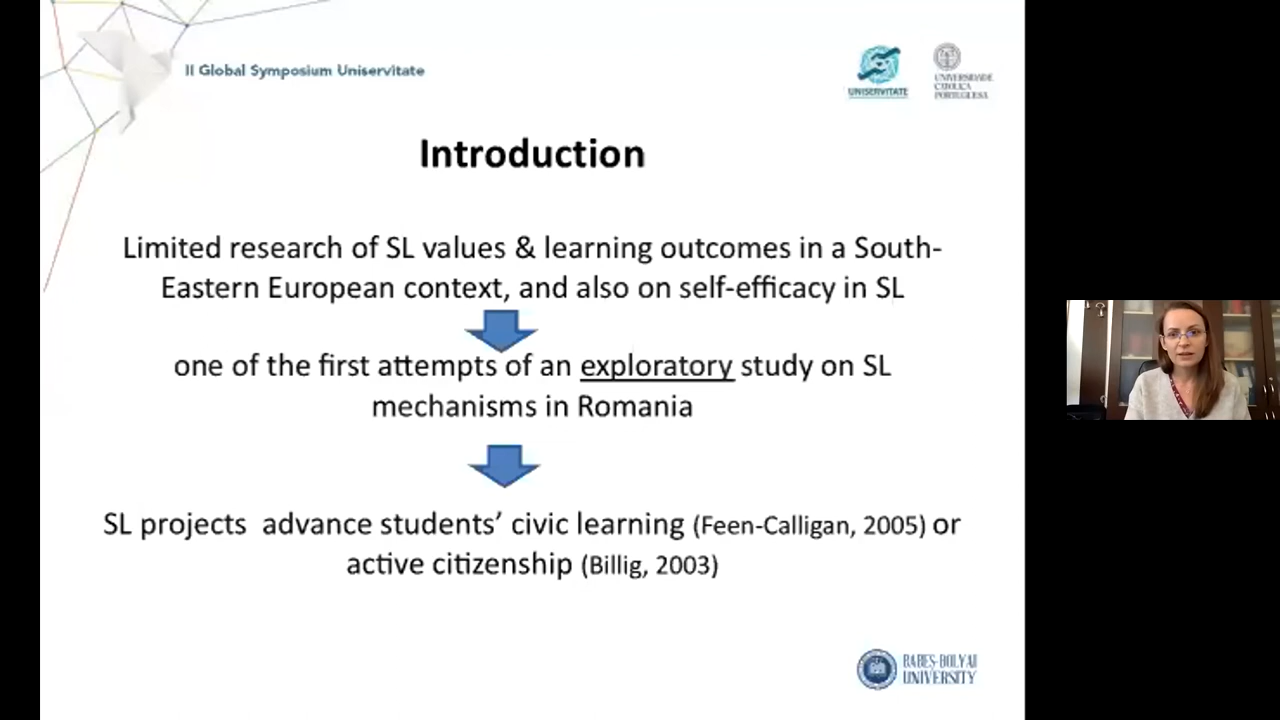 II Global Symposium Uniservitate
UNISERVITATE
UNIVERSIDADE
CATÓLICA
PORTUGUESA
Introduction
Limited research of SL values & learning outcomes in a South-
Eastern European context, and also on self-efficacy in SL
one of the first attempts of an exploratory study on SL
mechanisms in Romania
SL projects advance students’ civic learning (Feen-Calligan, 2005) or
active citizenship (Billig, 2003)
BABEȘ-BOLYAI
UNIVERSITY